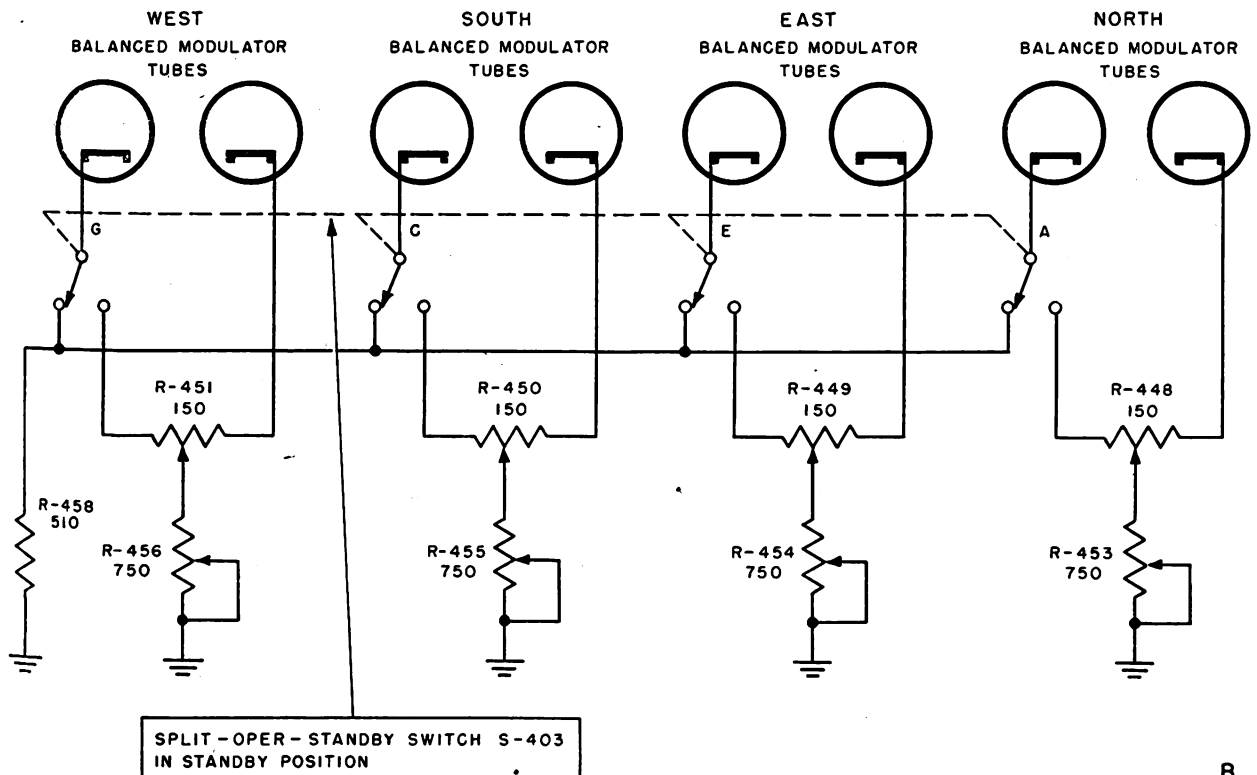 WEST
BALANCED MODULATOR
TUBES
SOUTH
BALANCED MODULATOR
TUBES
EAST
BALANCED MODULATOR
TUBES
NORTH
BALANCED MODULATOR
TUBES
G
C
E
A
R-451
150
R-450
150
R-449
150
R-448
150
R-458
510
R-456
750
R-455
750
R-454
750
R-453
750
SPLIT-OPER-STANDBY SWITCH S-403
IN STANDBY POSITION
B